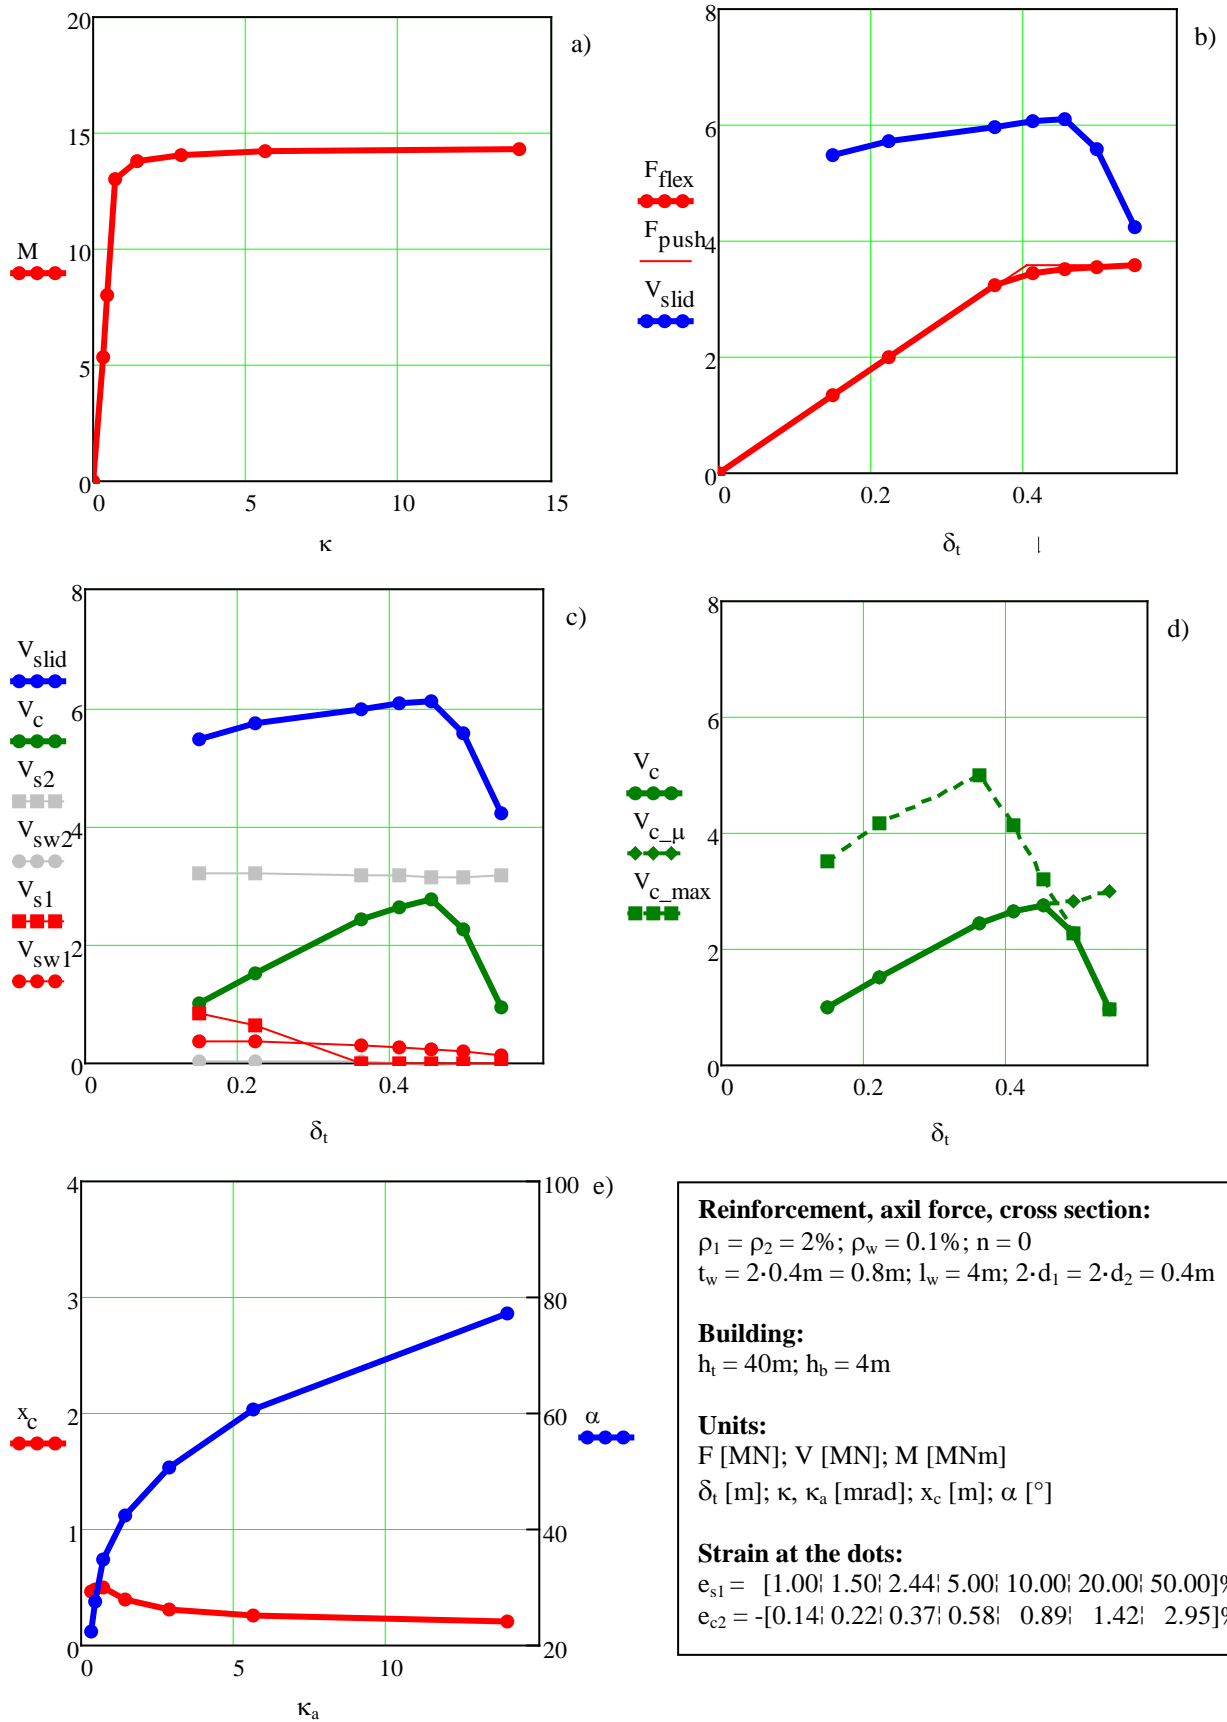 a)
20
15
10
5
0
M
0
5
10
15
κ
b)
8
6
4
2
0
F_flex
F_push
V_slid
0
0.2
0.4
δt
c)
8
6
4
2
0
V_slid
V_c
V_s2
V_sw2
V_s1
V_sw1
0
0.2
0.4
δt
d)
8
6
4
2
0
V_c
V_c_μ
V_c_max
0
0.2
0.4
δt
e)
4
3
2
1
0
x_c
100
80
60
40
20
α
0
5
10
κa
Reinforcement, axil force, cross section:
ρ1 = ρ2 = 2%; ρw = 0.1%; n = 0
tw = 2·0.4m = 0.8m; lw = 4m; 2·d1 = 2·d2 = 0.4m
Building:
ht = 40m; hb = 4m
Units:
F [MN]; V [MN]; M [MNm]
δt [m]; κ, κa [mrad]; xc [m]; α [°]
Strain at the dots:
es1 = [1.00¦ 1.50¦ 2.44¦ 5.00¦ 10.00¦ 20.00¦ 50.00]
ec2 = -[0.14¦ 0.22¦ 0.37¦ 0.58¦ 0.89¦ 1.42¦ 2.95]